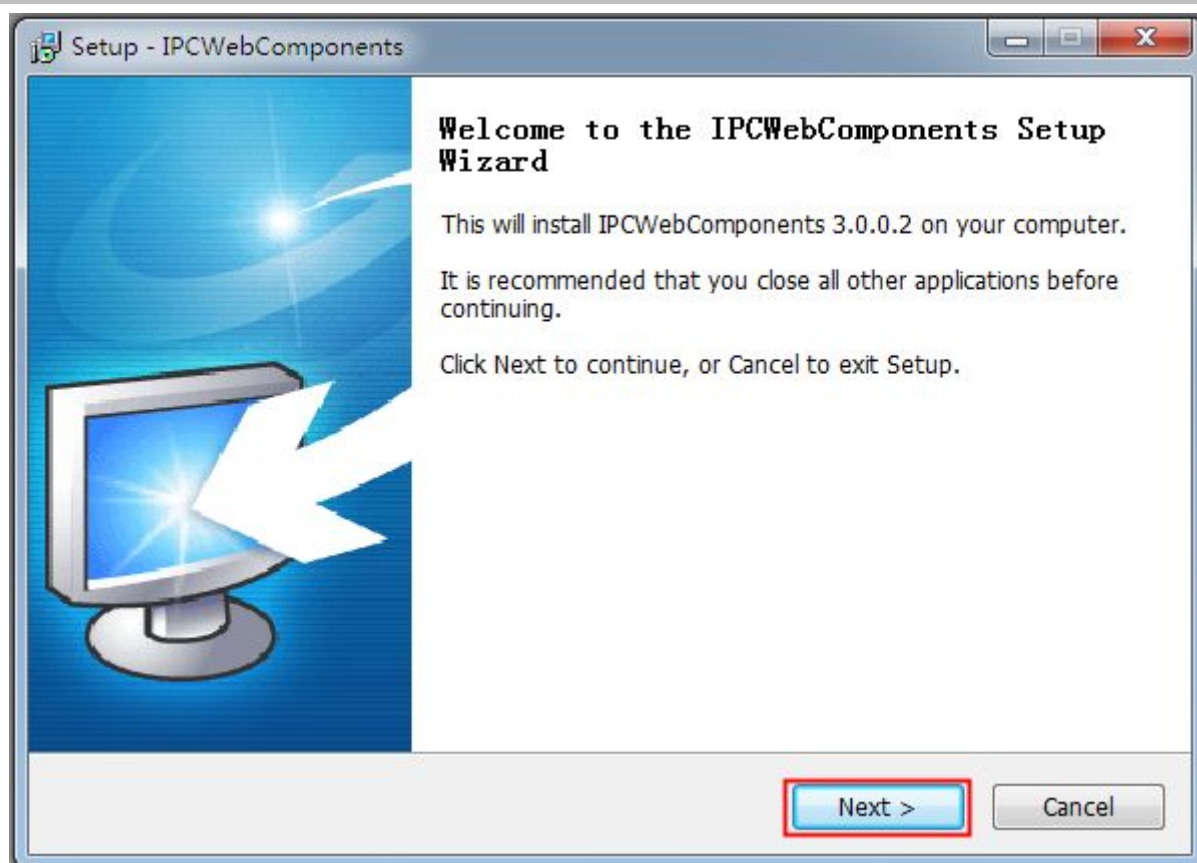 Setup - IPCWebComponents
Welcome to the IPCWebComponents Setup
Wizard
This will install IPCWebComponents 3.0.0.2 on your computer.
It is recommended that you close all other applications before
continuing.
Click Next to continue, or Cancel to exit Setup.
Next >
Cancel